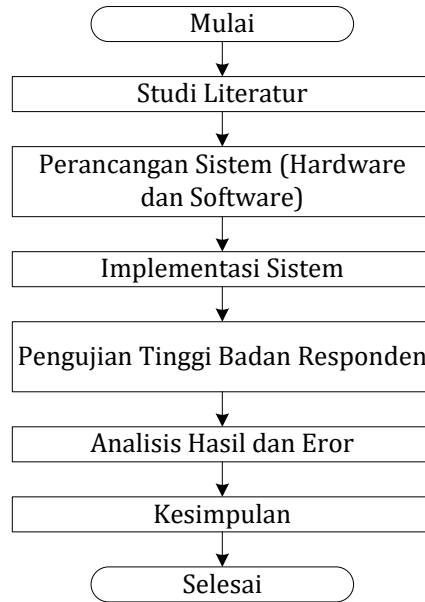 Mulai
Studi Literatur
Perancangan Sistem (Hardware
dan Software)
Implementasi Sistem
Pengujian Tinggi Badan Responden
Analisis Hasil dan Eror
Kesimpulan
Selesai